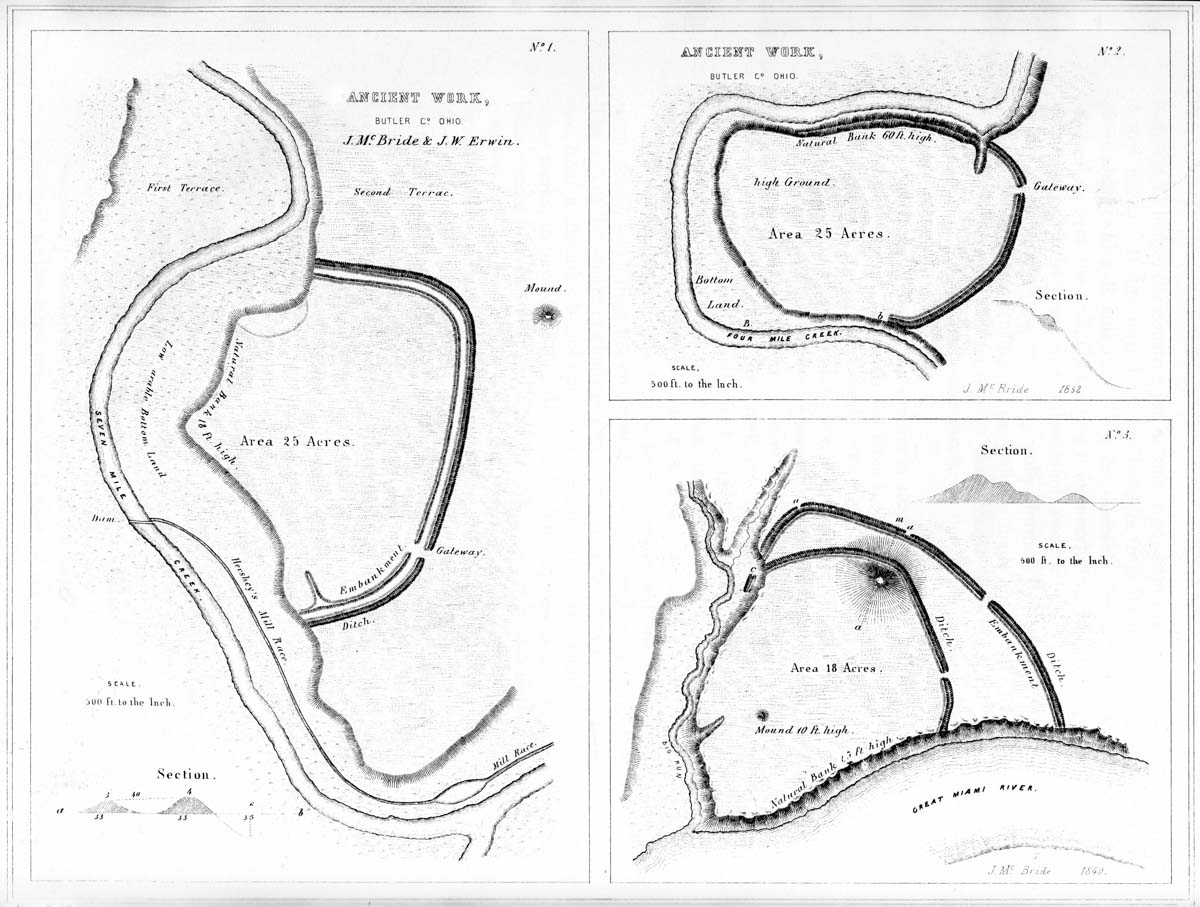 Nº 1.
ANCIENT WORK,
BUTLER Cº OHIO.
J. Mᶜ Bride & J. W. Erwin.
First Terrace.
Second Terrac.
Mound.
Natural Bank 18 ft. high.
Low arable Bottom Land
Area 25 Acres.
SEVEN MILE CREEK.
Dam.
Hershey's Mill Race
Embankment
Gateway.
Ditch.
SCALE.
500 ft. to the Inch.
Mill Race.
Section.
a 3 40 4 6 b
33 33 35
Nº 2.
ANCIENT WORK,
BUTLER Cº OHIO.
Natural Bank 60 ft. high.
high Ground.
Gateway.
Area 25 Acres.
Bottom
Land.
B.
b
FOUR MILE CREEK.
Section.
SCALE,
500 ft. to the Inch.
J. Mᶜ Bride 1842
Nº 3.
Section.
SCALE,
500 ft. to the Inch.
a
m
a
c
a
Ditch
Embankment
Ditch
Area 18 Acres.
Mound 10 ft. high.
BIG RUN
Natural Bank
ft high
GREAT MIAMI RIVER.
J. Mᶜ Bride 1840.